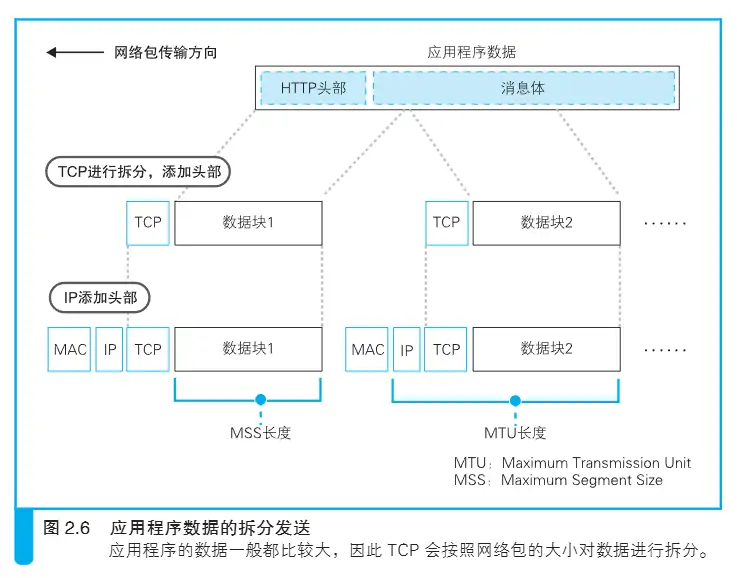 网络包传输方向
应用程序数据
HTTP头部 消息体
TCP进行拆分，添加头部
TCP 数据块1 TCP 数据块2 ······
IP添加头部
MAC IP TCP 数据块1 MAC IP TCP 数据块2 ······
MSS长度 MTU长度
MTU：Maximum Transmission Unit
MSS：Maximum Segment Size
图 2.6 应用程序数据的拆分发送
应用程序的数据一般都比较大，因此 TCP 会按照网络包的大小对数据进行拆分。